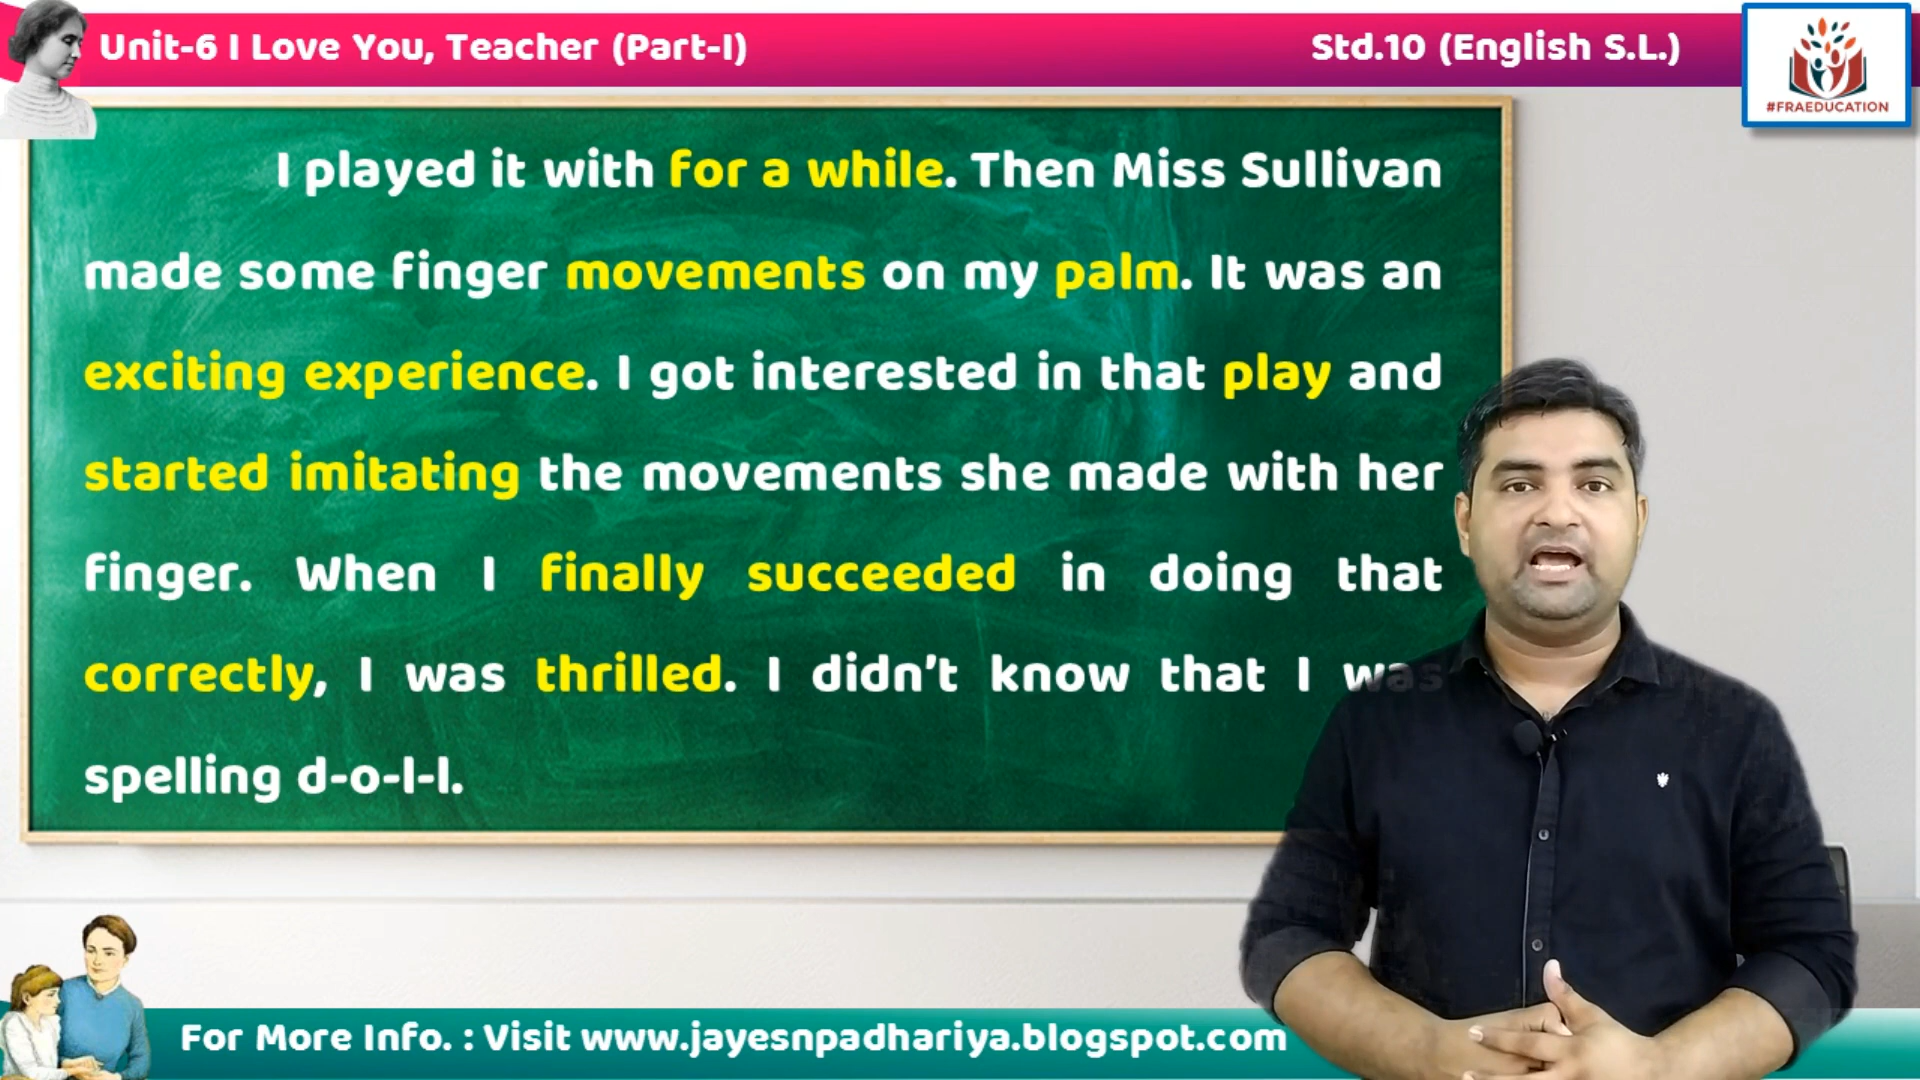 Unit-6 I Love You, Teacher (Part-I)
Std.10 (English S.L.)
#FRAEDUCATION
I played it with for a while. Then Miss Sullivan
made some finger movements on my palm. It was an
exciting experience. I got interested in that play and
started imitating the movements she made with her
finger. When I finally succeeded in doing that
correctly, I was thrilled. I didn't know that I was
spelling d-o-l-l.
For More Info. : Visit www.jayesnpadhariya.blogspot.com